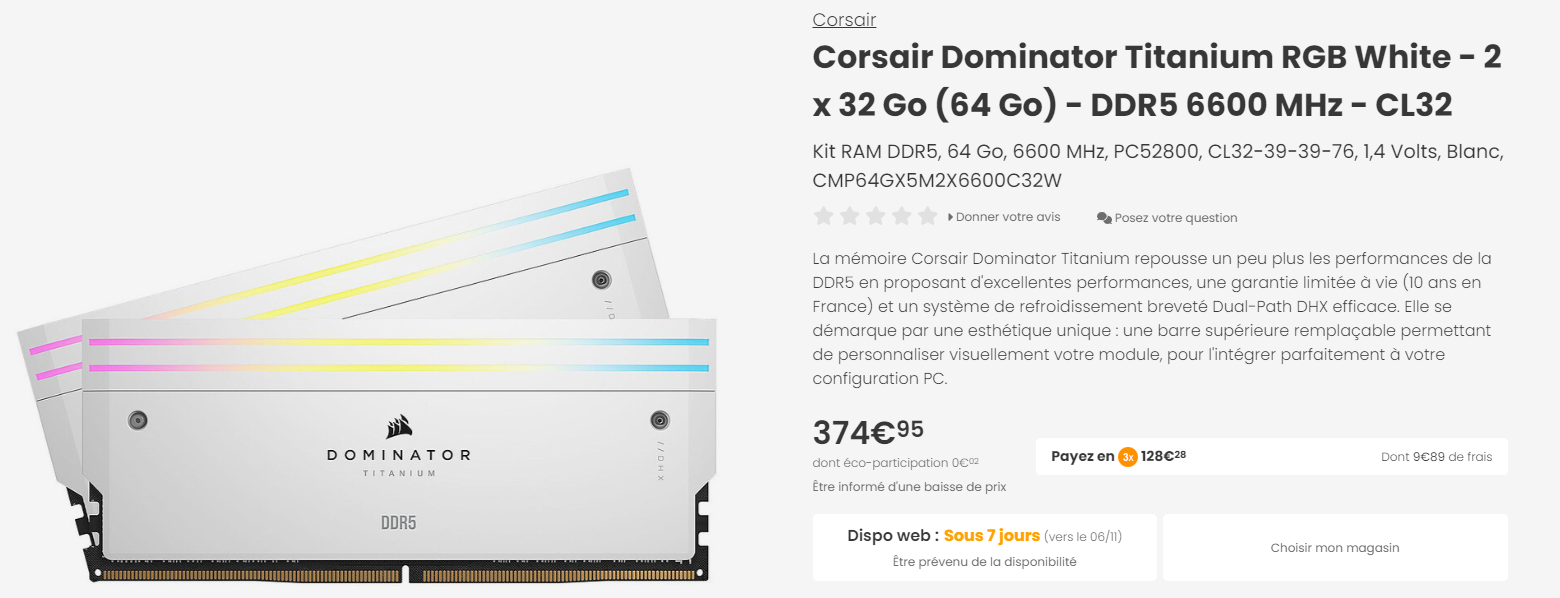 Corsair
Corsair Dominator Titanium RGB White - 2
x 32 Go (64 Go) - DDR5 6600 MHz - CL32
Kit RAM DDR5, 64 Go, 6600 MHz, PC52800, CL32-39-39-76, 1,4 Volts, Blanc,
CMP64GX5M2X6600C32W
Donner votre avis
Posez votre question
La mémoire Corsair Dominator Titanium repousse un peu plus les performances de la
DDR5 en proposant d'excellentes performances, une garantie limitée à vie (10 ans en
France) et un système de refroidissement breveté Dual-Path DHX efficace. Elle se
démarque par une esthétique unique : une barre supérieure remplaçable permettant
de personnaliser visuellement votre module, pour l'intégrer parfaitement à votre
configuration PC.
374€95
dont éco-participation 0€02
Être informé d'une baisse de prix
Payez en 3x 128€28
Dont 9€89 de frais
Dispo web : Sous 7 jours (vers le 06/11)
Être prévenu de la disponibilité
Choisir mon magasin
DOMINATOR
TITANIUM
DDR5
//DHX